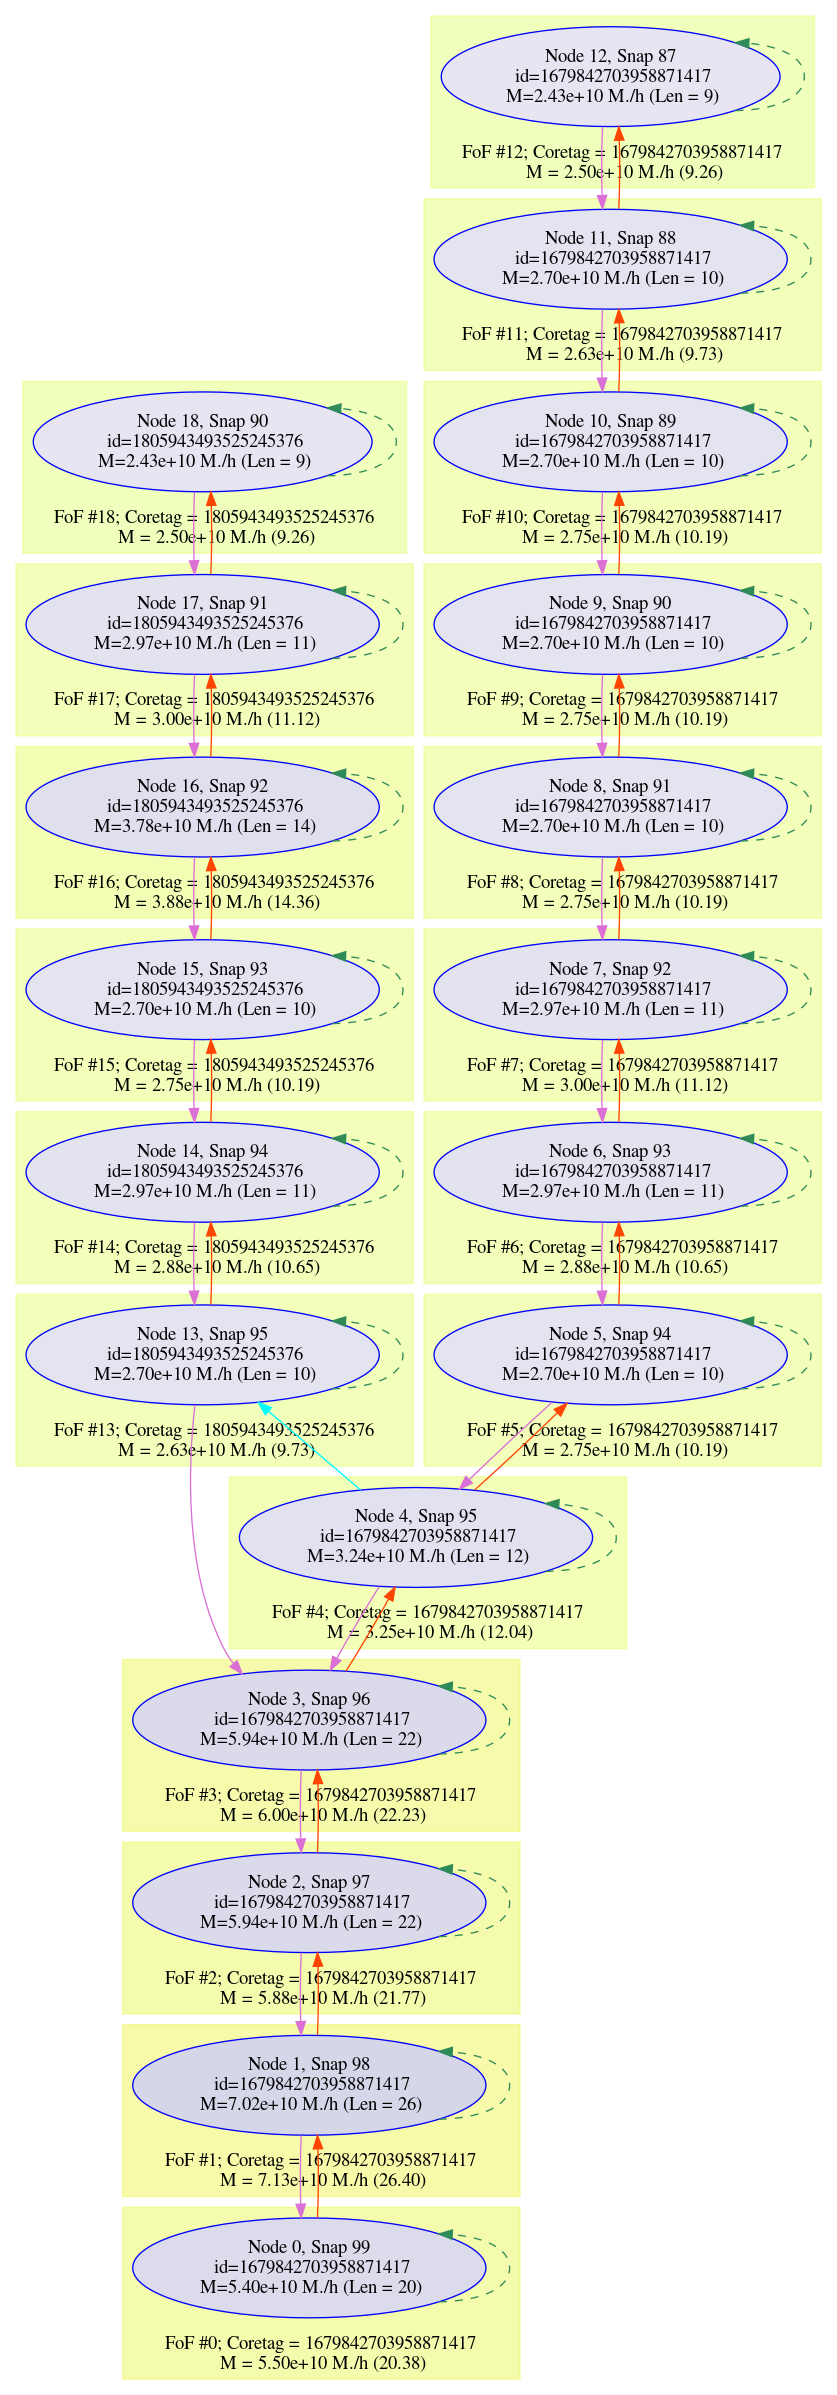 Node 12, Snap 87
id=1679842703958871417
M=2.43e+10 M./h (Len = 9)
FoF #12; Coretag = 1679842703958871417
M = 2.50e+10 M./h (9.26)
Node 11, Snap 88
id=1679842703958871417
M=2.70e+10 M./h (Len = 10)
FoF #11; Coretag = 1679842703958871417
M = 2.63e+10 M./h (9.73)
Node 18, Snap 90
id=1805943493525245376
M=2.43e+10 M./h (Len = 9)
FoF #18; Coretag = 1805943493525245376
M = 2.50e+10 M./h (9.26)
Node 10, Snap 89
id=1679842703958871417
M=2.70e+10 M./h (Len = 10)
FoF #10; Coretag = 1679842703958871417
M = 2.75e+10 M./h (10.19)
Node 17, Snap 91
id=1805943493525245376
M=2.97e+10 M./h (Len = 11)
FoF #17; Coretag = 1805943493525245376
M = 3.00e+10 M./h (11.12)
Node 9, Snap 90
id=1679842703958871417
M=2.70e+10 M./h (Len = 10)
FoF #9; Coretag = 1679842703958871417
M = 2.75e+10 M./h (10.19)
Node 16, Snap 92
id=1805943493525245376
M=3.78e+10 M./h (Len = 14)
FoF #16; Coretag = 1805943493525245376
M = 3.88e+10 M./h (14.36)
Node 8, Snap 91
id=1679842703958871417
M=2.70e+10 M./h (Len = 10)
FoF #8; Coretag = 1679842703958871417
M = 2.75e+10 M./h (10.19)
Node 15, Snap 93
id=1805943493525245376
M=2.70e+10 M./h (Len = 10)
FoF #15; Coretag = 1805943493525245376
M = 2.75e+10 M./h (10.19)
Node 7, Snap 92
id=1679842703958871417
M=2.97e+10 M./h (Len = 11)
FoF #7; Coretag = 1679842703958871417
M = 3.00e+10 M./h (11.12)
Node 14, Snap 94
id=1805943493525245376
M=2.97e+10 M./h (Len = 11)
FoF #14; Coretag = 1805943493525245376
M = 2.88e+10 M./h (10.65)
Node 6, Snap 93
id=1679842703958871417
M=2.97e+10 M./h (Len = 11)
FoF #6; Coretag = 1679842703958871417
M = 2.88e+10 M./h (10.65)
Node 13, Snap 95
id=1805943493525245376
M=2.70e+10 M./h (Len = 10)
FoF #13; Coretag = 1805943493525245376
M = 2.63e+10 M./h (9.73)
Node 5, Snap 94
id=1679842703958871417
M=2.70e+10 M./h (Len = 10)
FoF #5; Coretag = 1679842703958871417
M = 2.75e+10 M./h (10.19)
Node 4, Snap 95
id=1679842703958871417
M=3.24e+10 M./h (Len = 12)
FoF #4; Coretag = 1679842703958871417
M = 3.25e+10 M./h (12.04)
Node 3, Snap 96
id=1679842703958871417
M=5.94e+10 M./h (Len = 22)
FoF #3; Coretag = 1679842703958871417
M = 6.00e+10 M./h (22.23)
Node 2, Snap 97
id=1679842703958871417
M=5.94e+10 M./h (Len = 22)
FoF #2; Coretag = 1679842703958871417
M = 5.88e+10 M./h (21.77)
Node 1, Snap 98
id=1679842703958871417
M=7.02e+10 M./h (Len = 26)
FoF #1; Coretag = 1679842703958871417
M = 7.13e+10 M./h (26.40)
Node 0, Snap 99
id=1679842703958871417
M=5.40e+10 M./h (Len = 20)
FoF #0; Coretag = 1679842703958871417
M = 5.50e+10 M./h (20.38)